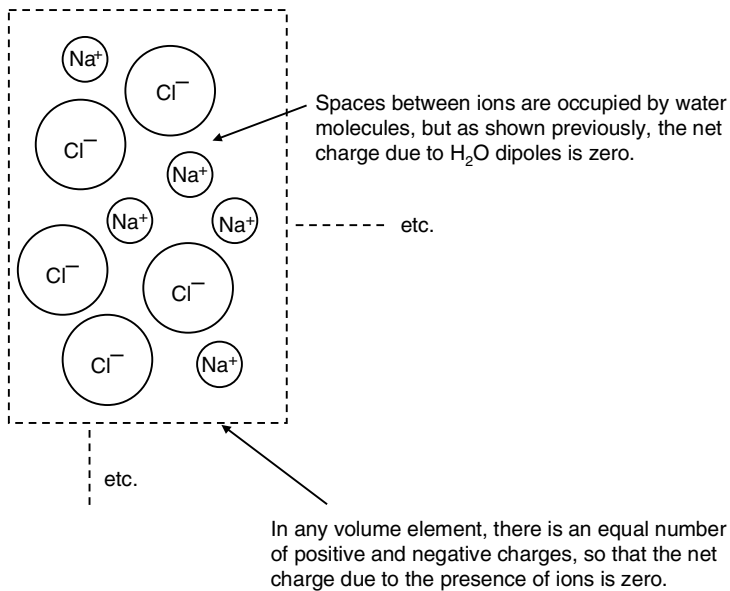 Na+
Cl−
Cl−
Spaces between ions are occupied by water
molecules, but as shown previously, the net
charge due to H2O dipoles is zero.
Na+
Na+
Na+
etc.
Cl−
Cl−
Cl−
Na+
etc.
In any volume element, there is an equal number
of positive and negative charges, so that the net
charge due to the presence of ions is zero.